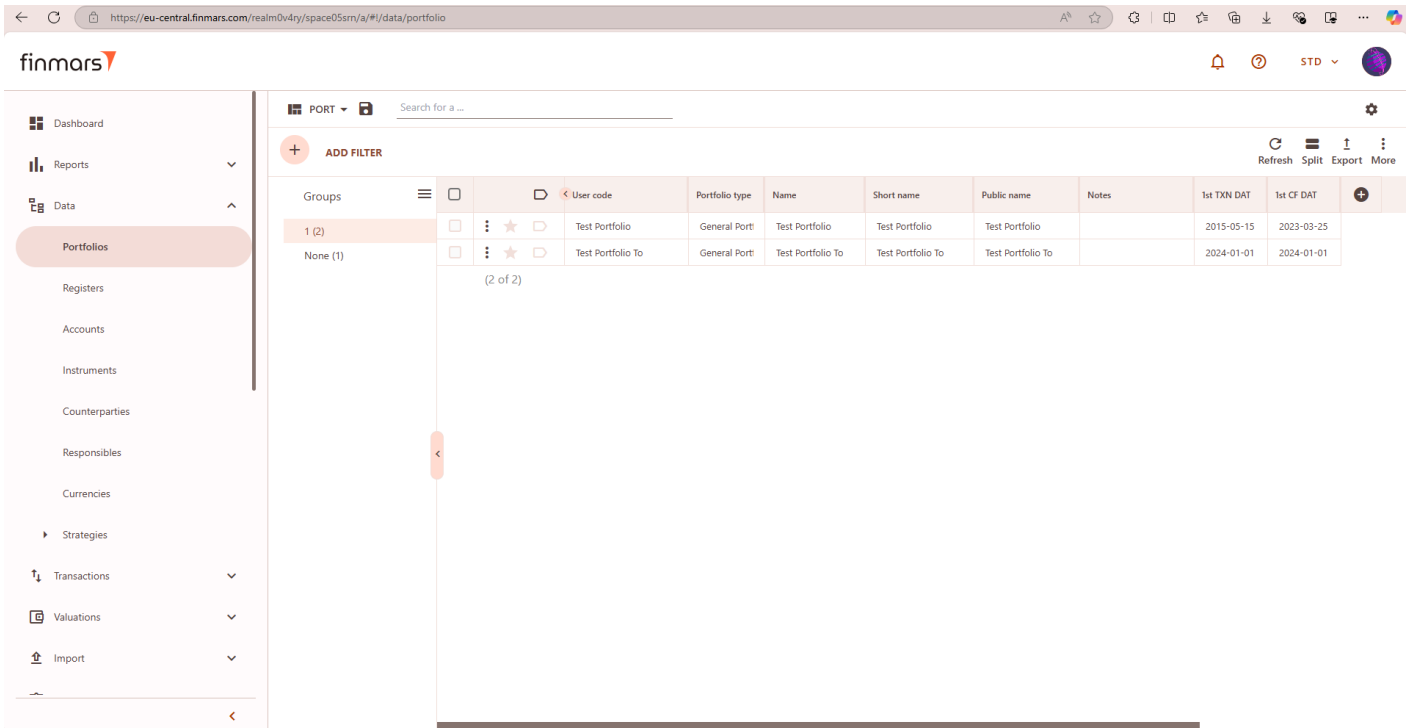 https://eu-central.finmars.com/realm0v4ry/space05srn/a/#!/data/portfolio
finmars
STD
Dashboard
Reports
Data
Portfolios
Registers
Accounts
Instruments
Counterparties
Responsibles
Currencies
Strategies
Transactions
Valuations
Import
PORT
Search for a ...
ADD FILTER
Refresh Split Export More
Groups
1 (2)
None (1)
User code Portfolio type Name Short name Public name Notes 1st TXN DAT 1st CF DAT
Test Portfolio General Port Test Portfolio Test Portfolio Test Portfolio 2015-05-15 2023-03-25
Test Portfolio To General Port Test Portfolio To Test Portfolio To Test Portfolio To 2024-01-01 2024-01-01
(2 of 2)